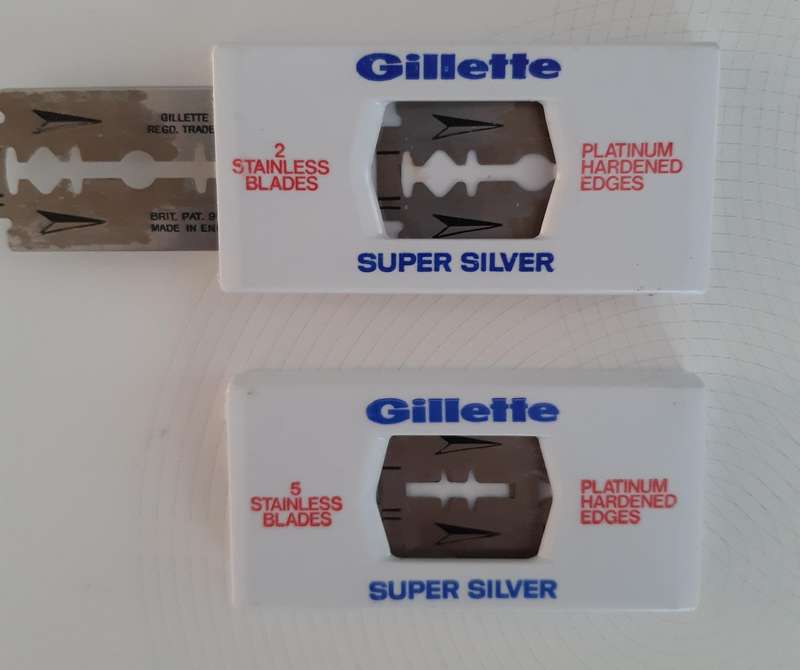 Gillette
GILLETTE
REGD. TRADE
2
STAINLESS
BLADES
PLATINUM
HARDENED
EDGES
BRIT. PAT. 9
MADE IN EN
SUPER SILVER
Gillette
5
STAINLESS
BLADES
PLATINUM
HARDENED
EDGES
SUPER SILVER